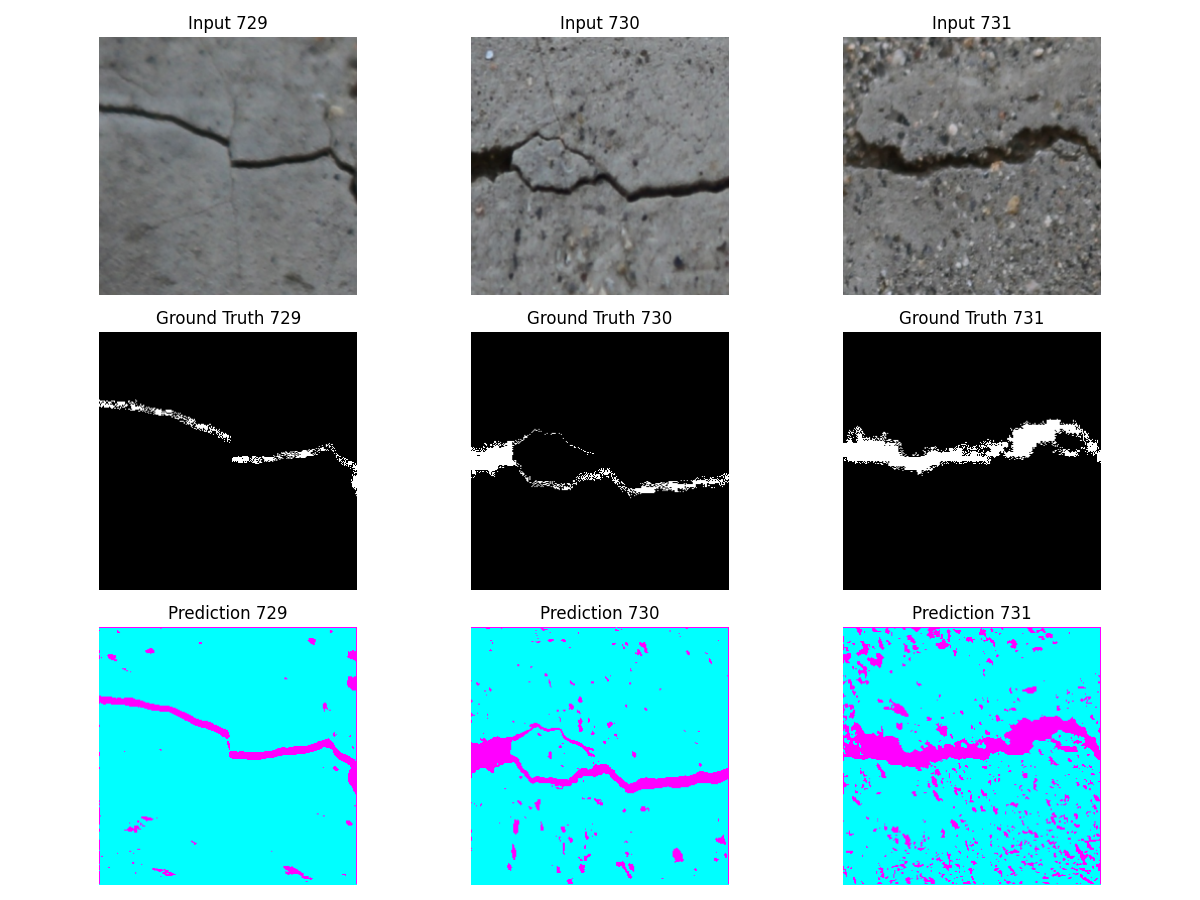 Input 729
Input 730
Input 731
Ground Truth 729
Ground Truth 730
Ground Truth 731
Prediction 729
Prediction 730
Prediction 731